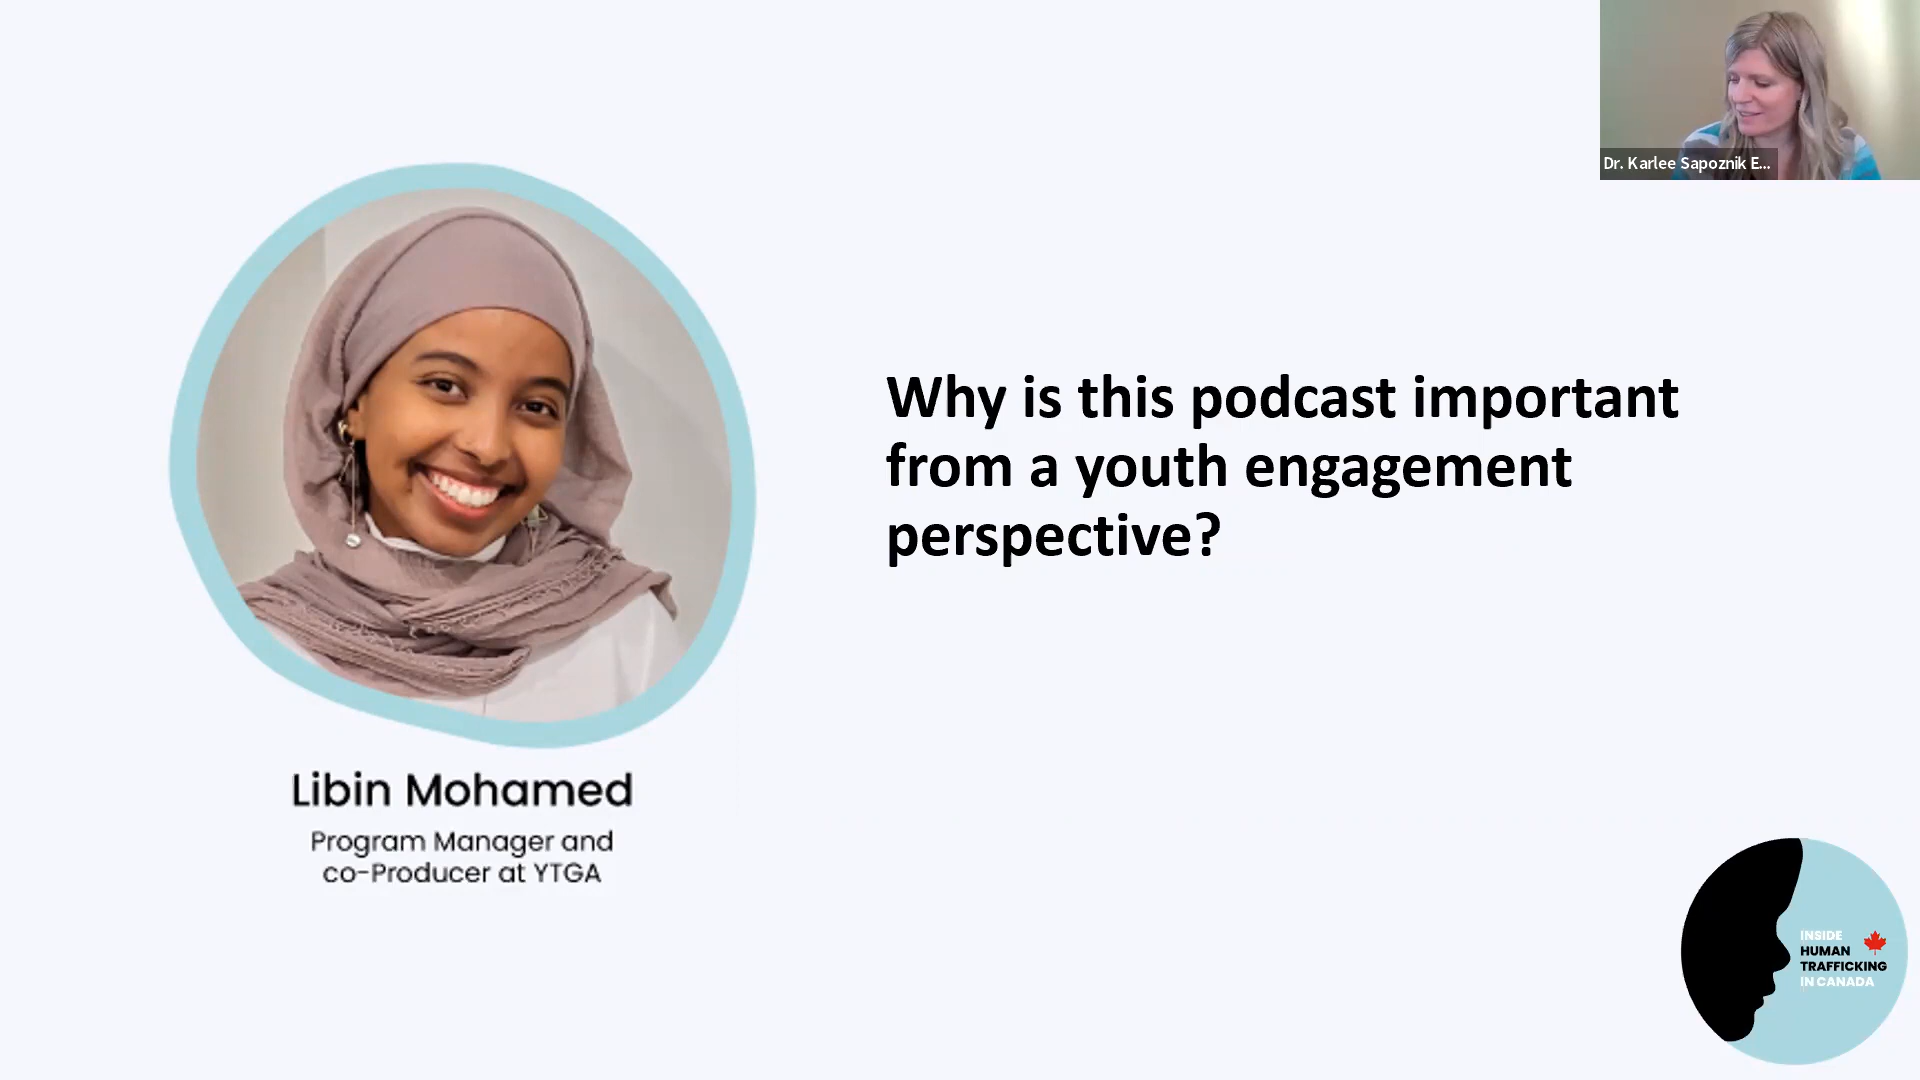 Dr. Karlee Sapoznik E...
Why is this podcast important
from a youth engagement
perspective?
Libin Mohamed
Program Manager and
co-Producer at YTGA
INSIDE
HUMAN
TRAFFICKING
IN CANADA